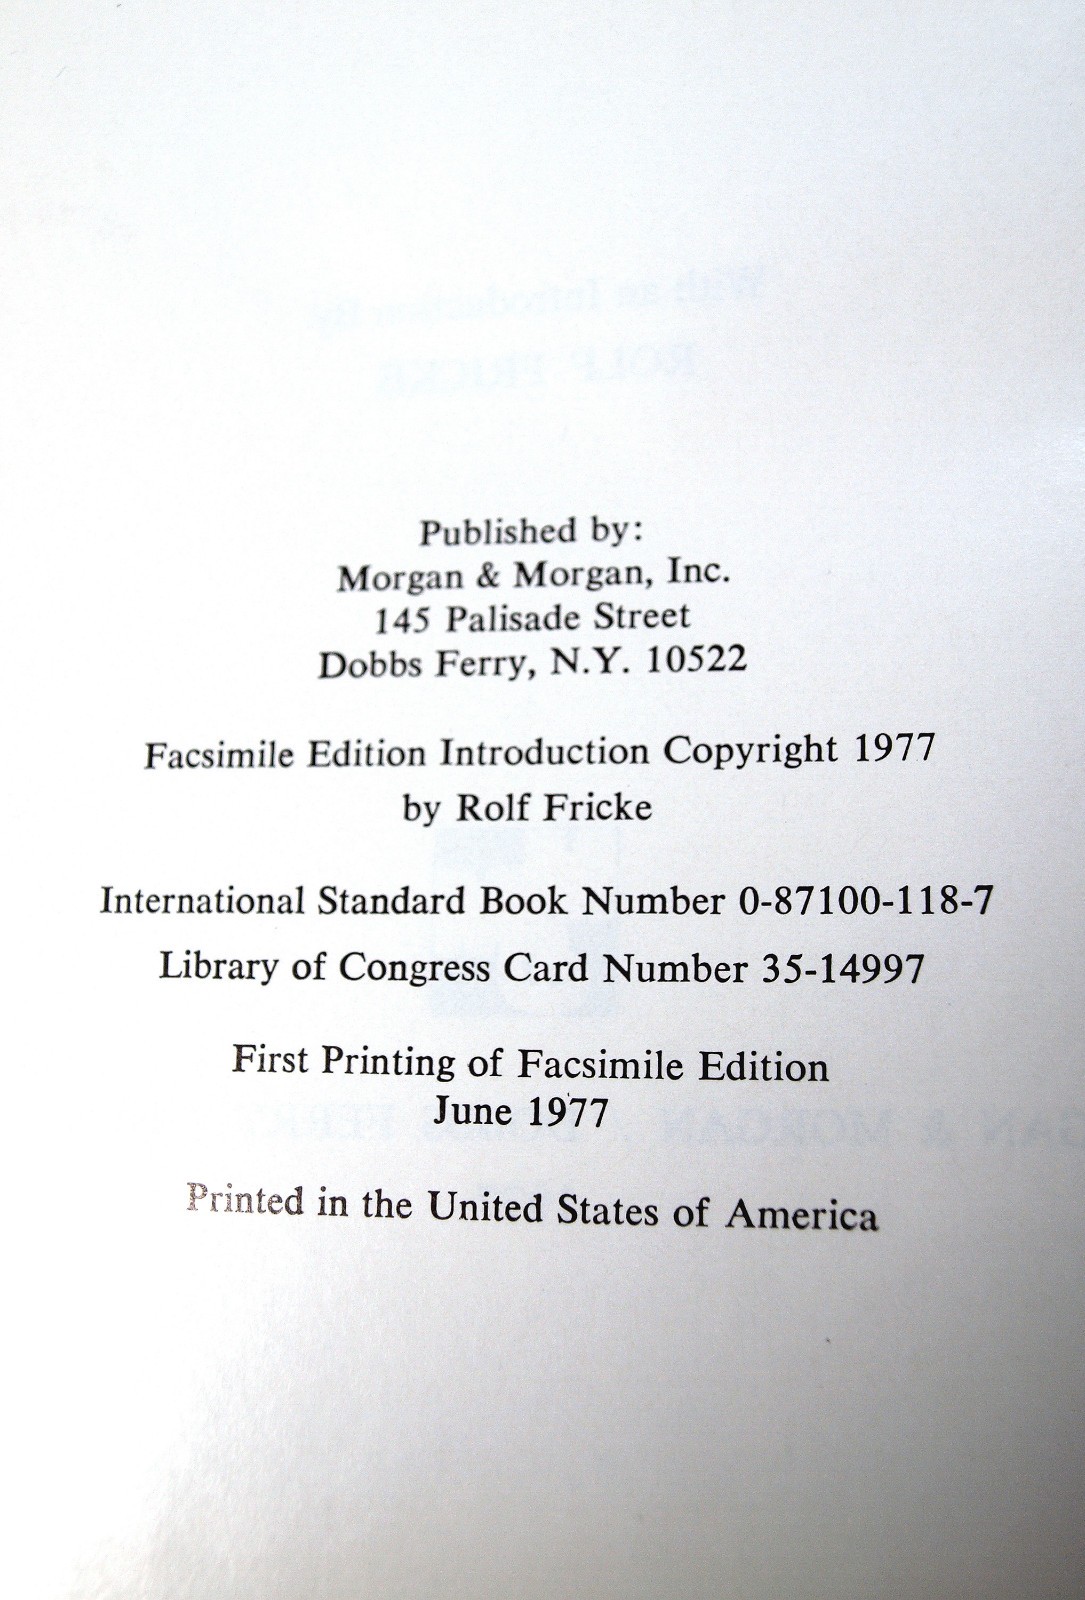 Published by:
Morgan & Morgan, Inc.
145 Palisade Street
Dobbs Ferry, N.Y. 10522
Facsimile Edition Introduction Copyright 1977
by Rolf Fricke
International Standard Book Number 0-87100-118-7
Library of Congress Card Number 35-14997
First Printing of Facsimile Edition
June 1977
Printed in the United States of America